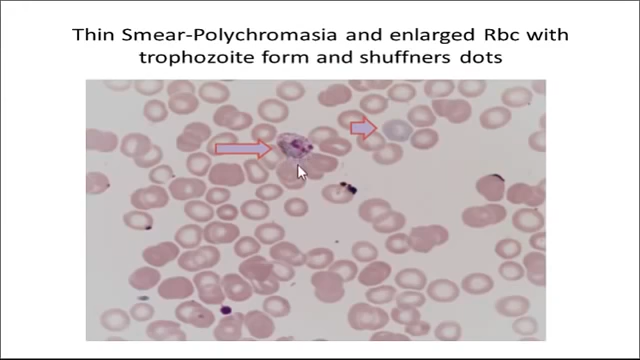 Thin Smear-Polychromasia and enlarged Rbc with
trophozoite form and shuffners dots